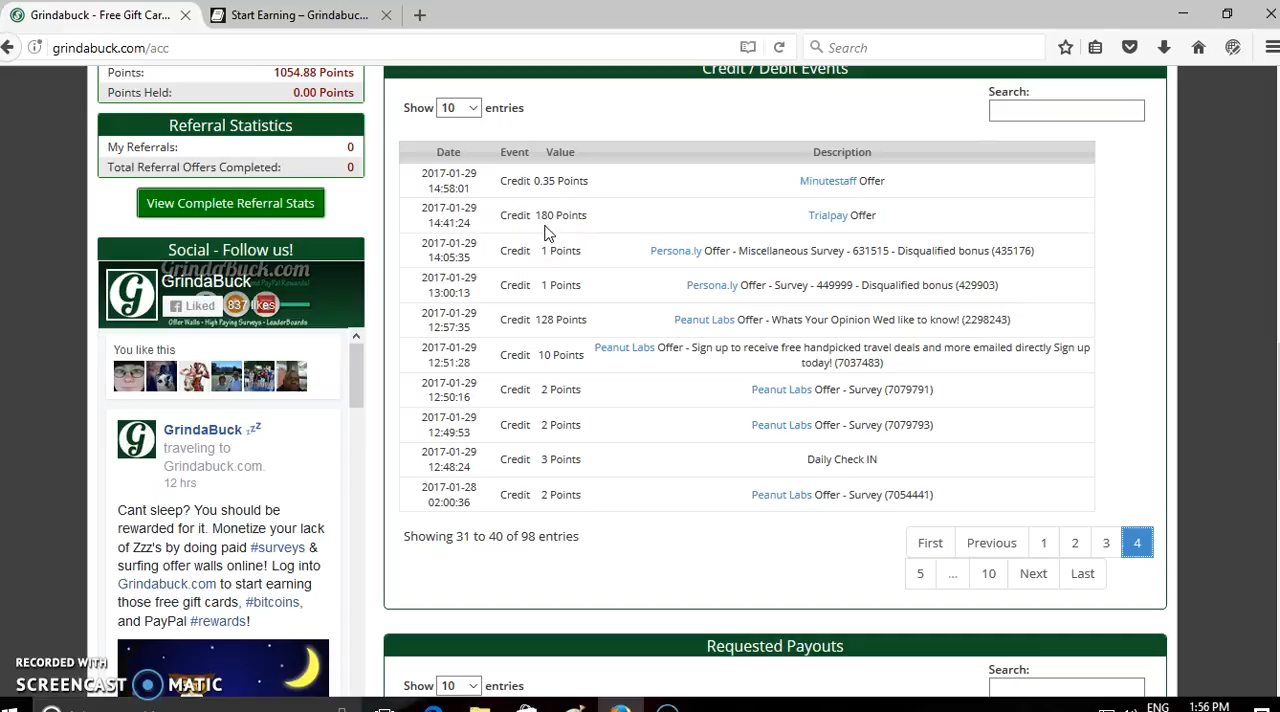 Grindabuck - Free Gift Car...
Start Earning – Grindabuc...
grindabuck.com/acc
Search
Points: 1054.88 Points
Points Held: 0.00 Points
Referral Statistics
My Referrals: 0
Total Referral Offers Completed: 0
View Complete Referral Stats
Social - Follow us!
GrindaBuck.com
GrindaBuck
Liked 837 likes
Offer Walls - High Paying Surveys - LeaderBoards
You like this
GrindaBuck zzZ
traveling to
Grindabuck.com.
12 hrs
Cant sleep? You should be
rewarded for it. Monetize your lack
of Zzz's by doing paid #surveys &
surfing offer walls online! Log into
Grindabuck.com to start earning
those free gift cards, #bitcoins,
and PayPal #rewards!
Credit / Debit Events
Show 10 entries
Search:
Date Event Value Description
2017-01-29
14:58:01
Credit 0.35 Points Minutestaff Offer
2017-01-29
14:41:24
Credit 180 Points Trialpay Offer
2017-01-29
14:05:35
Credit 1 Points Persona.ly Offer - Miscellaneous Survey - 631515 - Disqualified bonus (435176)
2017-01-29
13:00:13
Credit 1 Points Persona.ly Offer - Survey - 449999 - Disqualified bonus (429903)
2017-01-29
12:57:35
Credit 128 Points Peanut Labs Offer - Whats Your Opinion Wed like to know! (2298243)
2017-01-29
12:51:28
Credit 10 Points Peanut Labs Offer - Sign up to receive free handpicked travel deals and more emailed directly Sign up
today! (7037483)
2017-01-29
12:50:16
Credit 2 Points Peanut Labs Offer - Survey (7079791)
2017-01-29
12:49:53
Credit 2 Points Peanut Labs Offer - Survey (7079793)
2017-01-29
12:48:24
Credit 3 Points Daily Check IN
2017-01-28
02:00:36
Credit 2 Points Peanut Labs Offer - Survey (7054441)
Showing 31 to 40 of 98 entries
First Previous 1 2 3 4
5 ... 10 Next Last
Requested Payouts
Show 10 entries
Search:
RECORDED WITH
SCREENCAST MATIC
ENG
1:56 PM